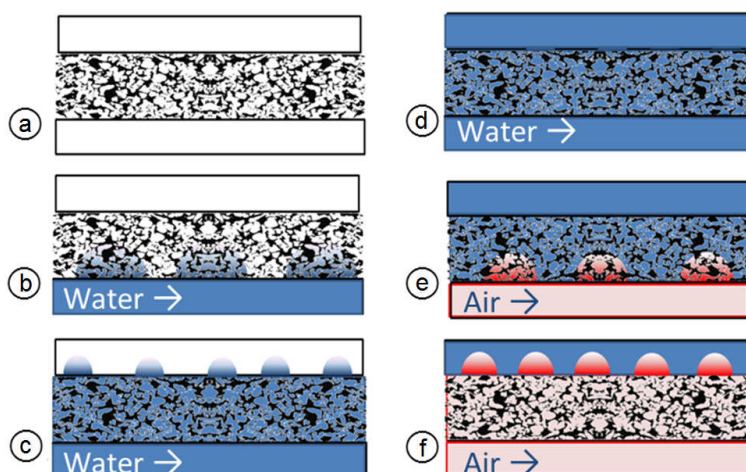 a
b
Water →
c
Water →
d
Water →
e
Air →
f
Air →